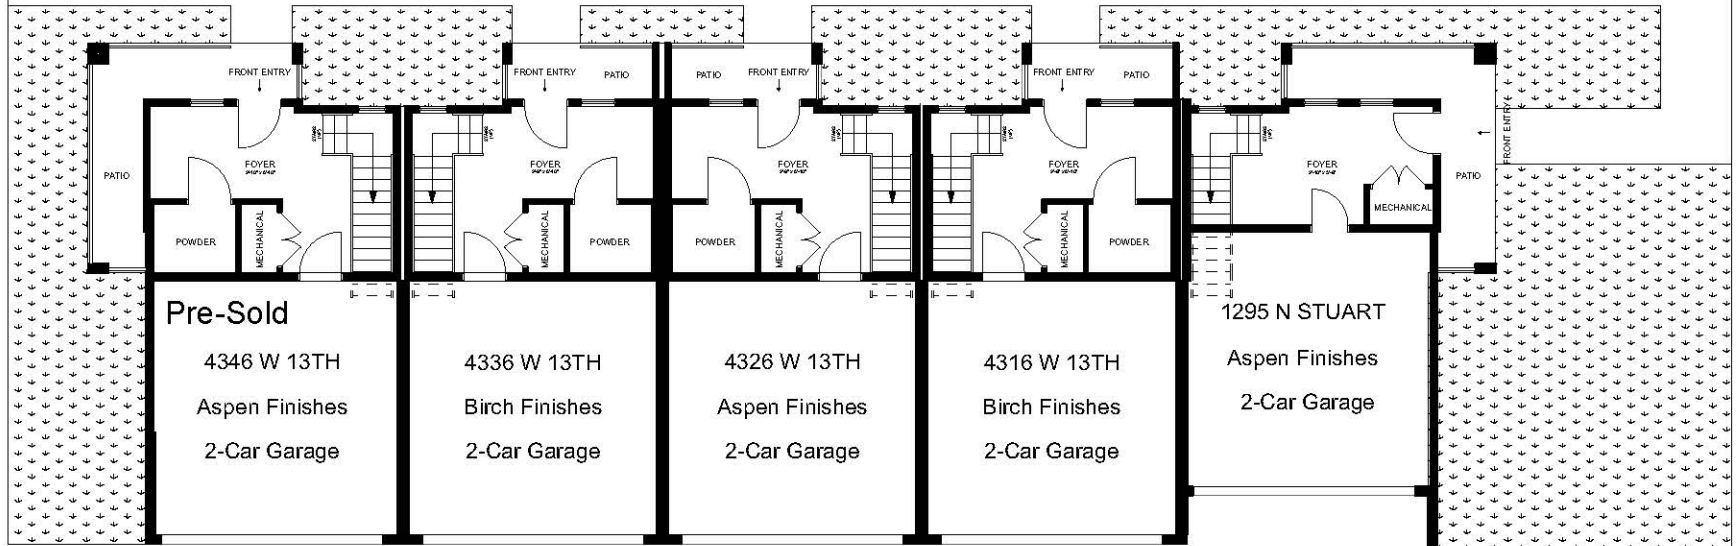 FRONT ENTRY
PATIO
FOYER
POWDER
MECHANICAL
Pre-Sold
4346 W 13TH
Aspen Finishes
2-Car Garage
FRONT ENTRY
PATIO
FOYER
MECHANICAL
POWDER
4336 W 13TH
Birch Finishes
2-Car Garage
PATIO
FRONT ENTRY
FOYER
POWDER
MECHANICAL
4326 W 13TH
Aspen Finishes
2-Car Garage
FRONT ENTRY
PATIO
FOYER
MECHANICAL
POWDER
4316 W 13TH
Birch Finishes
2-Car Garage
FRONT ENTRY
FOYER
PATIO
MECHANICAL
1295 N STUART
Aspen Finishes
2-Car Garage